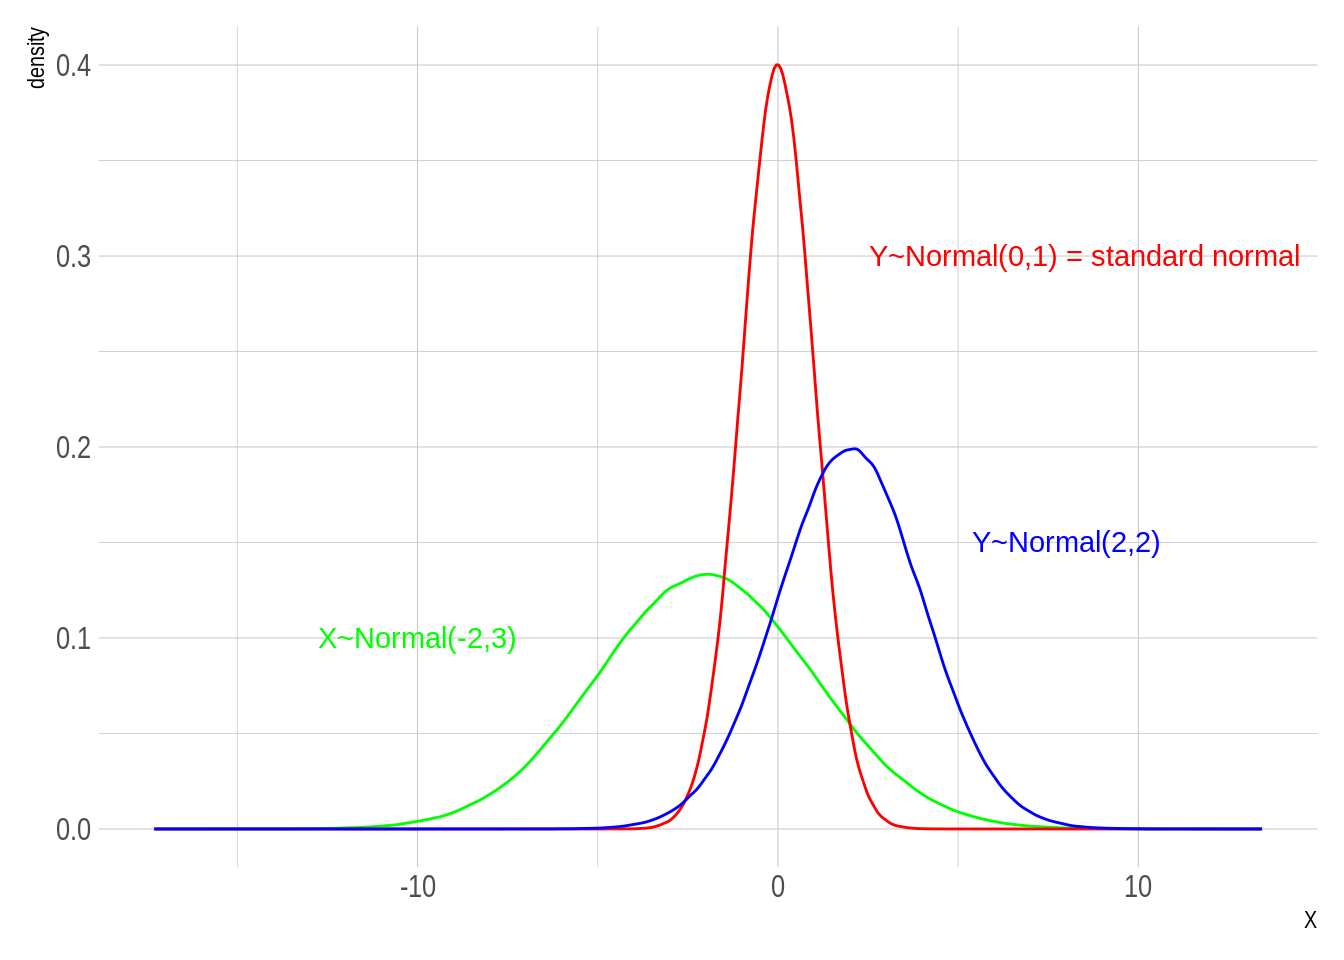 density
0.4
0.3
0.2
0.1
0.0
Y~Normal(0,1) = standard normal
Y~Normal(2,2)
X~Normal(-2,3)
-10
0
10
X